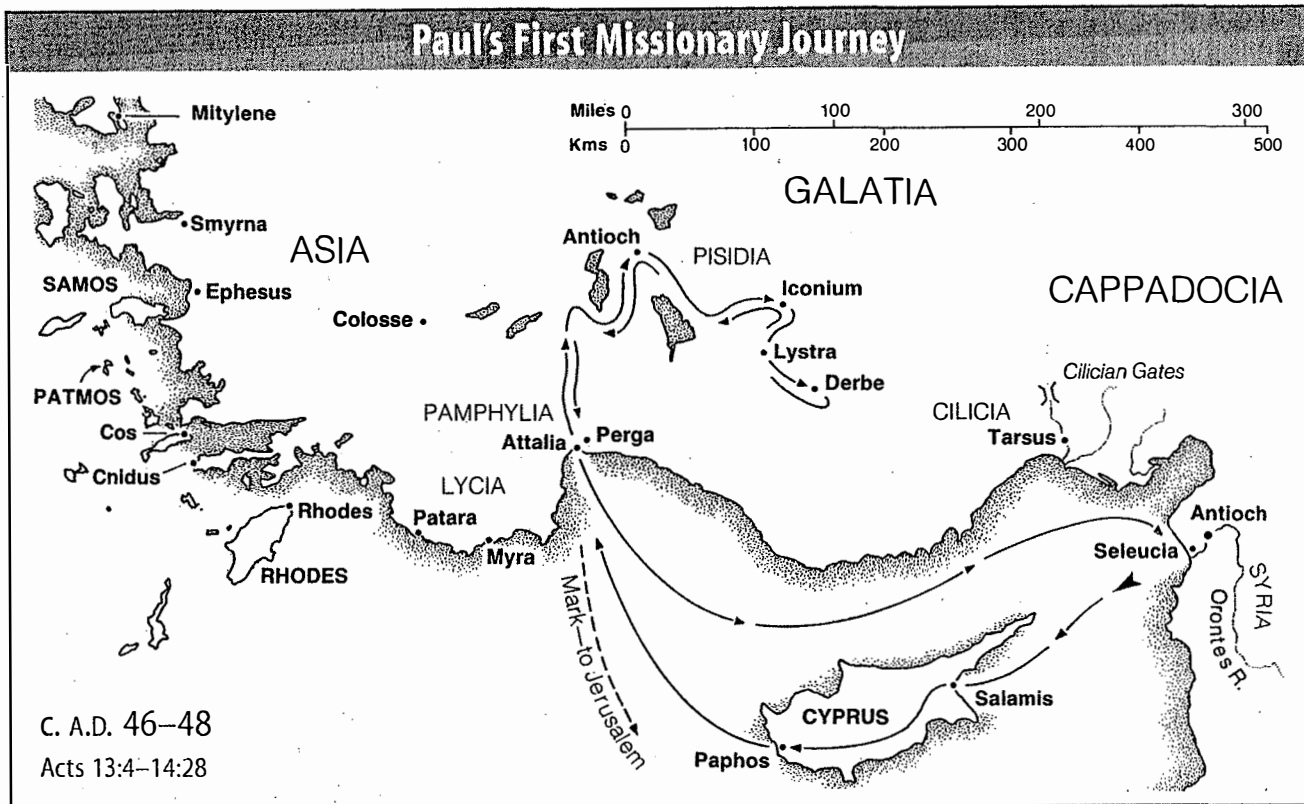 Paul's First Missionary Journey
Miles 0 100 200 300
Kms 0 100 200 300 400 500
Mitylene
GALATIA
Smyrna
Antioch
ASIA
PISIDIA
SAMOS
Ephesus
Iconium
CAPPADOCIA
Colosse
Lystra
Cilician Gates
PATMOS
Derbe
PAMPHYLIA
CILICIA
Cos
Attalia
Perga
Tarsus
Cnidus
LYCIA
Rhodes
Patara
Antioch
Myra
Seleucia
RHODES
SYRIA
Mark—to Jerusalem
Orontes R.
Salamis
CYPRUS
C. A.D. 46–48
Paphos
Acts 13:4–14:28